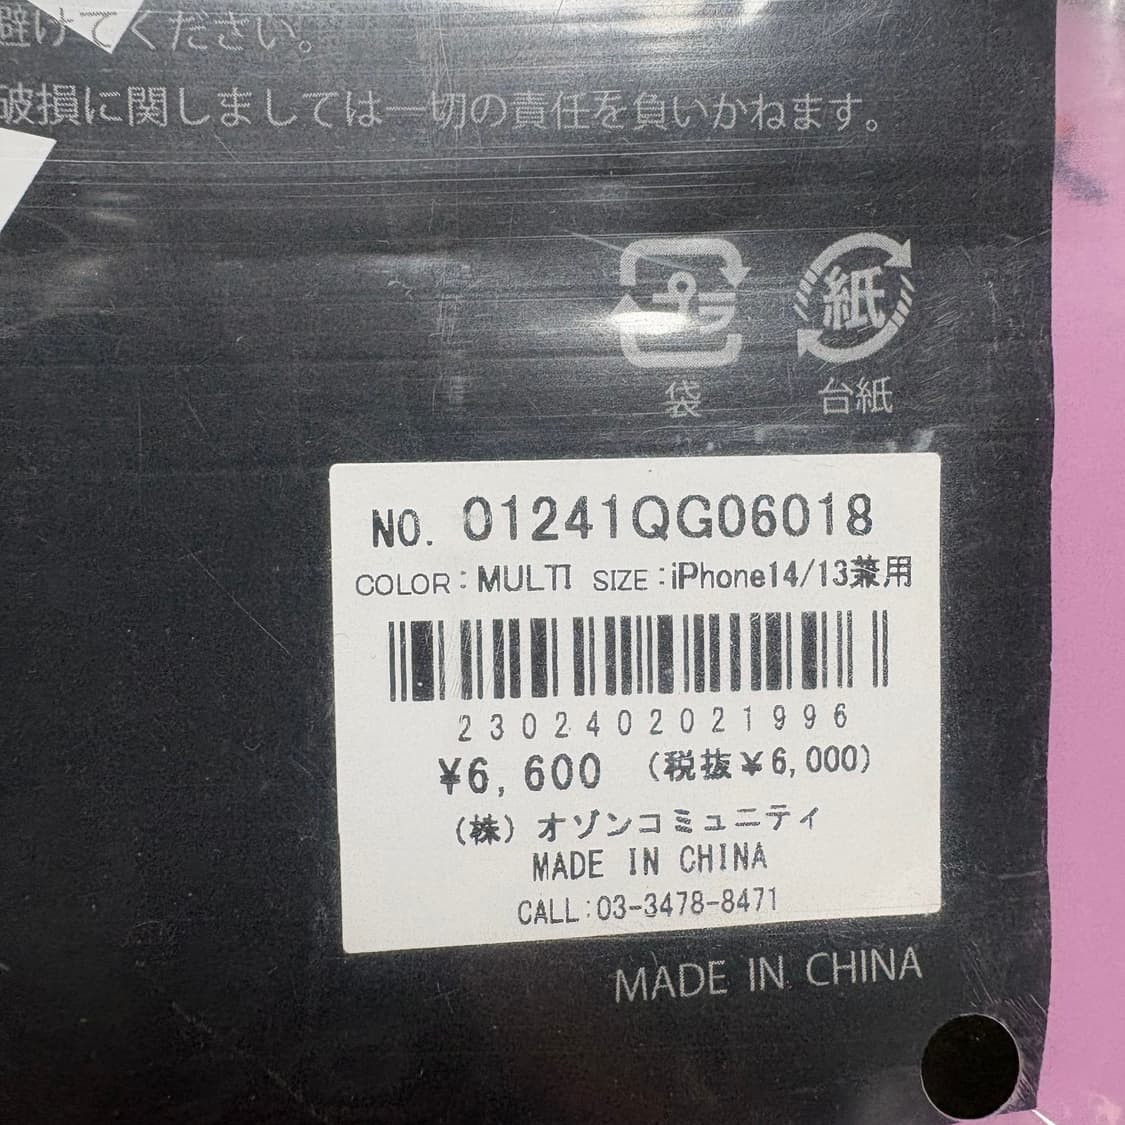 避けてください。
破損に関しましては一切の責任を負いかねます。
プラ 紙
袋 台紙
NO. 01241QG06018
COLOR:MULTI SIZE:iPhone14/13兼用
2302402021996
¥6,600 (税抜¥6,000)
(株)オゾンコミュニティ
MADE IN CHINA
CALL:03-3478-8471
MADE IN CHINA